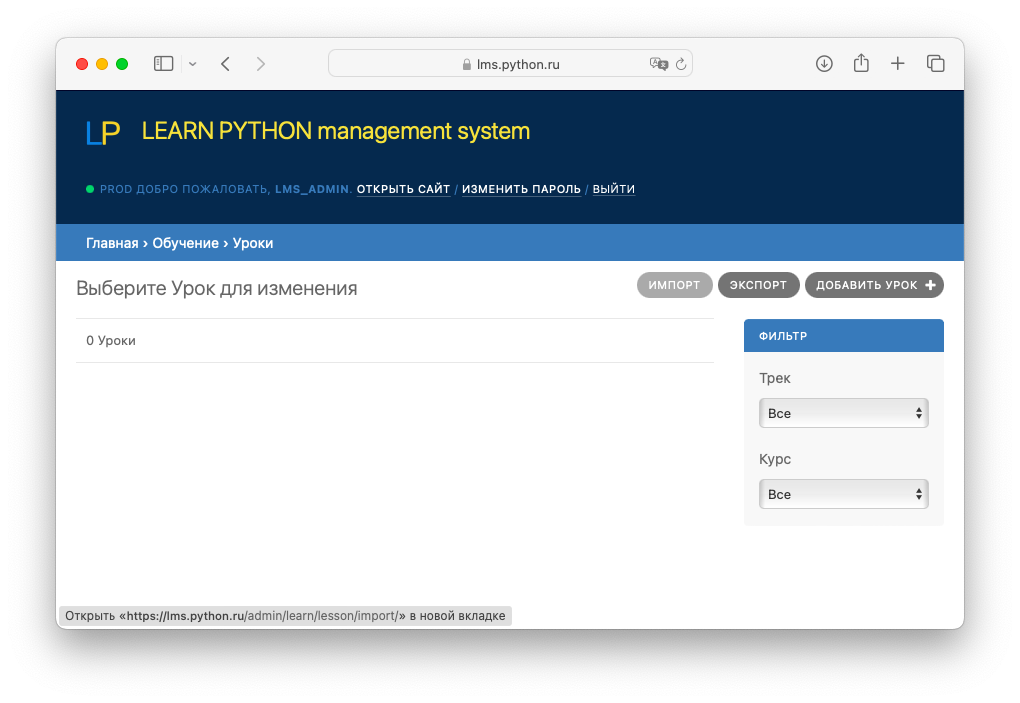 lms.python.ru
LP LEARN PYTHON management system
PROD ДОБРО ПОЖАЛОВАТЬ, LMS_ADMIN. ОТКРЫТЬ САЙТ / ИЗМЕНИТЬ ПАРОЛЬ / ВЫЙТИ
Главная › Обучение › Уроки
Выберите Урок для изменения
ИМПОРТ ЭКСПОРТ ДОБАВИТЬ УРОК +
0 Уроки
ФИЛЬТР
Трек
Все
Курс
Все
Открыть «https://lms.python.ru/admin/learn/lesson/import/» в новой вкладке